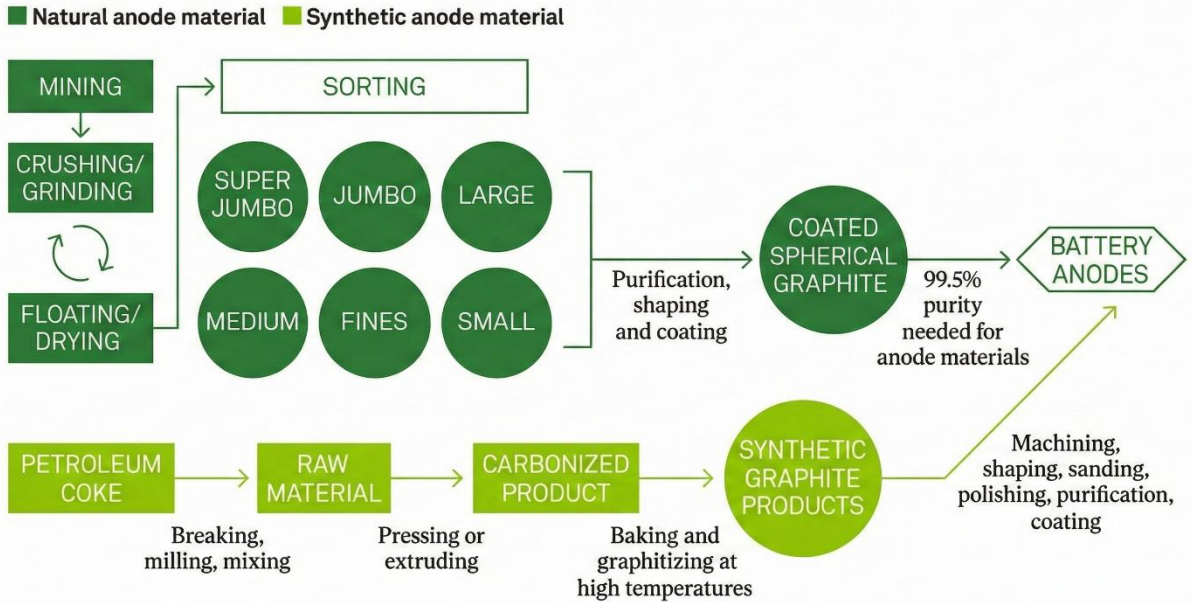 Natural anode material
Synthetic anode material
MINING
CRUSHING/
GRINDING
FLOATING/
DRYING
SORTING
SUPER
JUMBO
JUMBO
LARGE
MEDIUM
FINES
SMALL
Purification,
shaping
and coating
COATED
SPHERICAL
GRAPHITE
99.5%
purity
needed for
anode materials
BATTERY
ANODES
PETROLEUM
COKE
Breaking,
milling, mixing
RAW
MATERIAL
Pressing or
extruding
CARBONIZED
PRODUCT
Baking and
graphitizing at
high temperatures
SYNTHETIC
GRAPHITE
PRODUCTS
Machining,
shaping, sanding,
polishing, purification,
coating